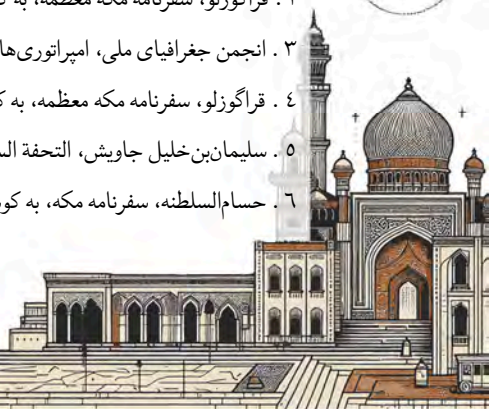 قراگوزلو، سفرنامه مکه معظمه، به
٣ . انجمن جغرافیای ملی، امپراتوری‌ها
٤ . قراگوزلو، سفرنامه مکه معظمه، به
٥ . سلیمان‌بن‌خلیل جاویش، التحفة
٦ . حسام‌السلطنه، سفرنامه مکه، به